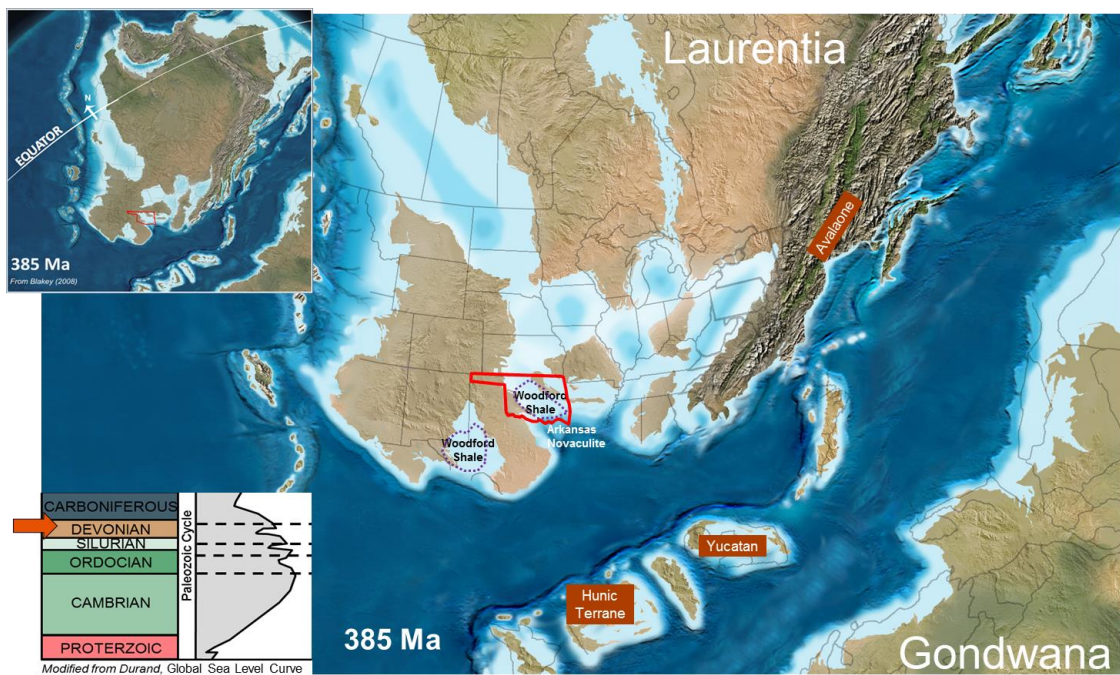 N
EQUATOR
385 Ma
From Blakey (2008)
Laurentia
Avalaone
Woodford
Shale
Arkansas
Novaculite
Woodford
Shale
Yucatan
Hunic
Terrane
385 Ma
Gondwana
CARBONIFEROUS
DEVONIAN
SILURIAN
ORDOCIAN
CAMBRIAN
PROTERZOIC
Paleozoic Cycle
Modified from Durand, Global Sea Level Curve